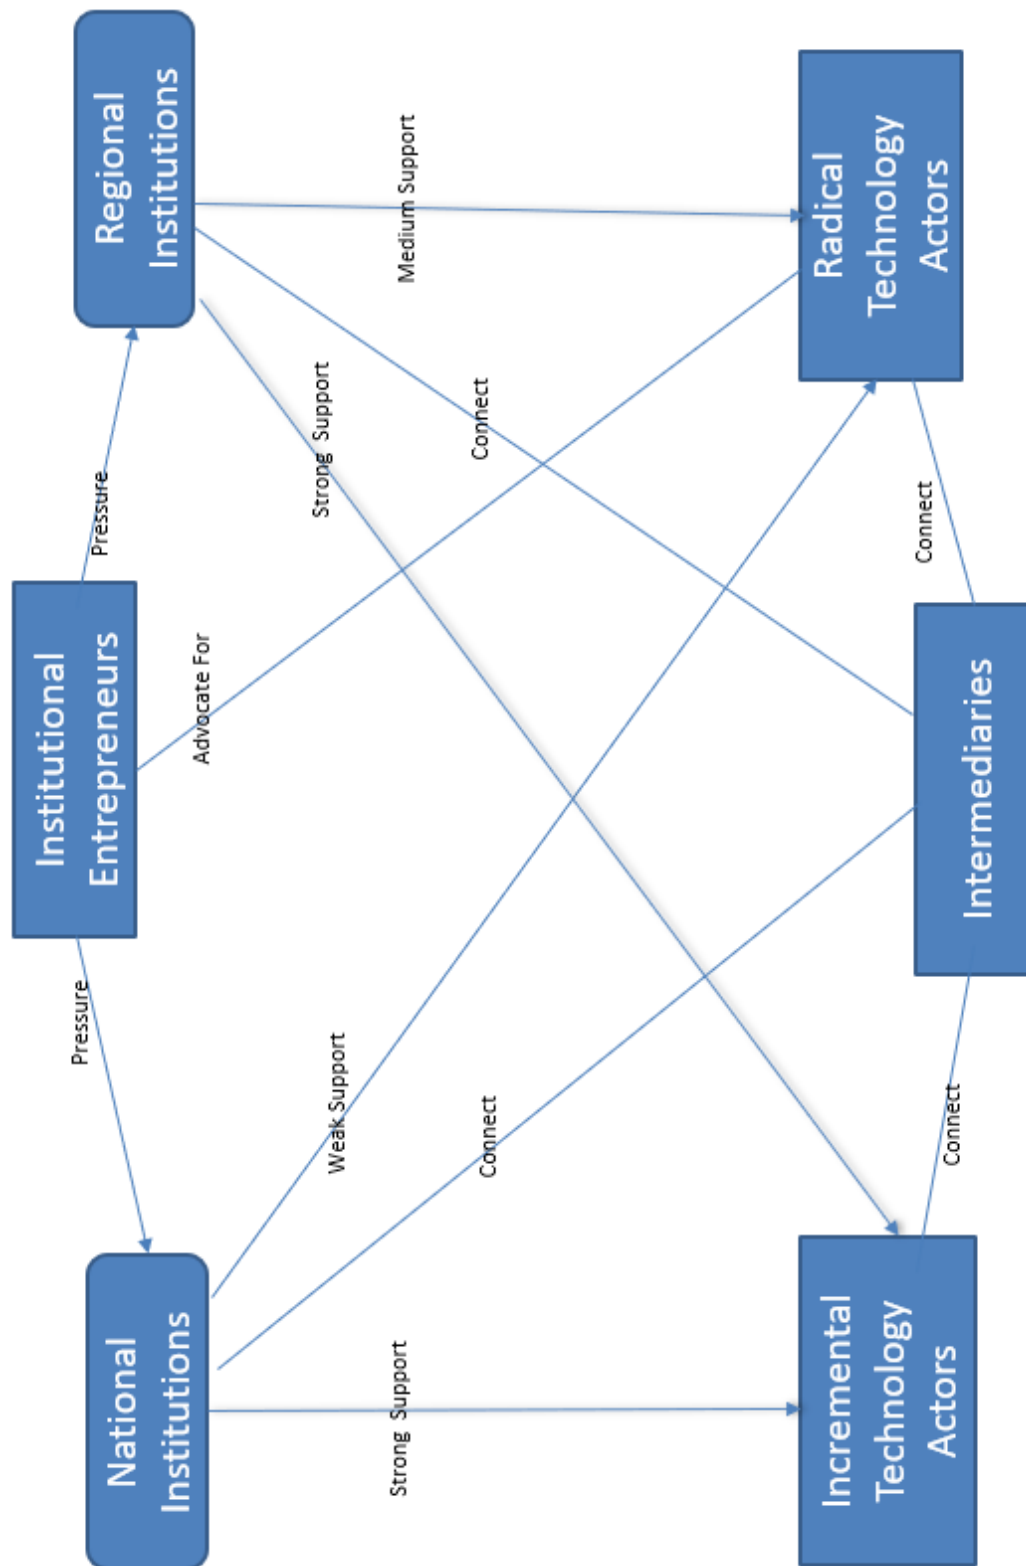 Institutional
Entrepreneurs
Pressure
Pressure
National
Institutions
Regional
Institutions
Advocate For
Weak Support
Strong  Support
Connect
Connect
Strong  Support
Medium Support
Incremental
Technology
Actors
Radical
Technology
Actors
Connect
Connect
Intermediaries